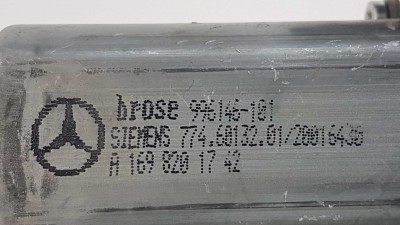 brose 996146-101
SIEMENS 774.60132.01/20016438
A 169 820 17 42